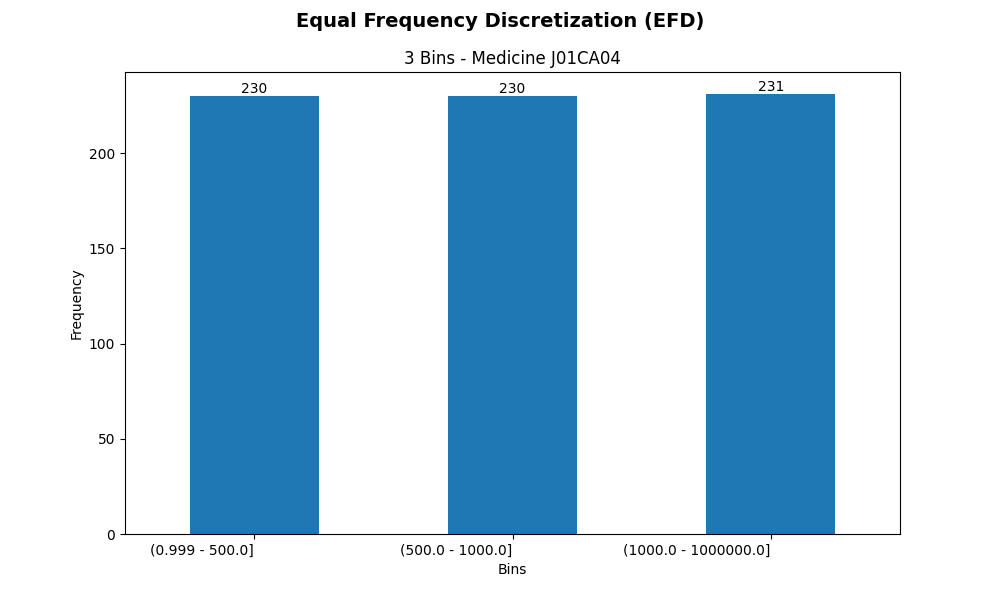 Equal Frequency Discretization (EFD)
3 Bins - Medicine J01CA04
230
230
231
200
150
100
50
0
Frequency
(0.999 - 500.0]
(500.0 - 1000.0]
(1000.0 - 1000000.0]
Bins